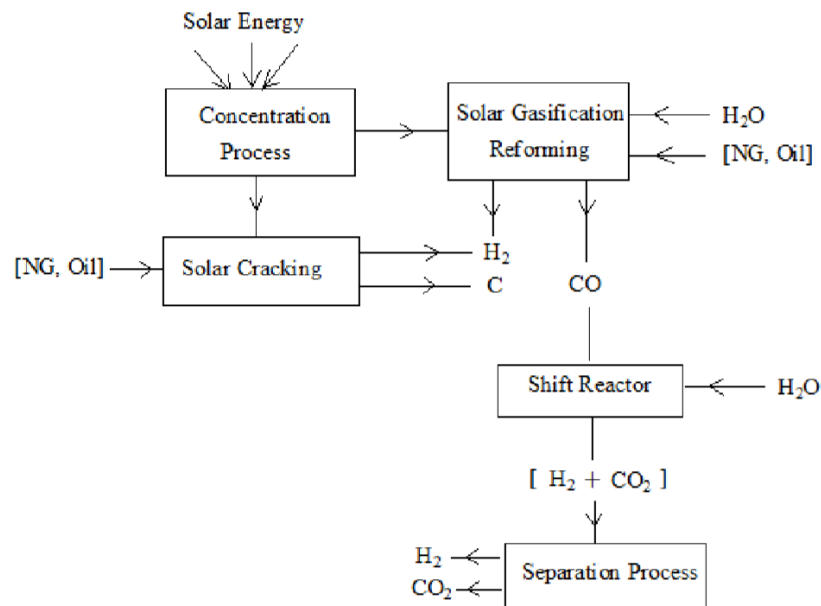 Solar Energy
Concentration
Process
Solar Gasification
Reforming
H₂O
[NG, Oil]
[NG, Oil]
Solar Cracking
H₂
C
CO
Shift Reactor
H₂O
[ H₂ + CO₂ ]
H₂
CO₂
Separation Process